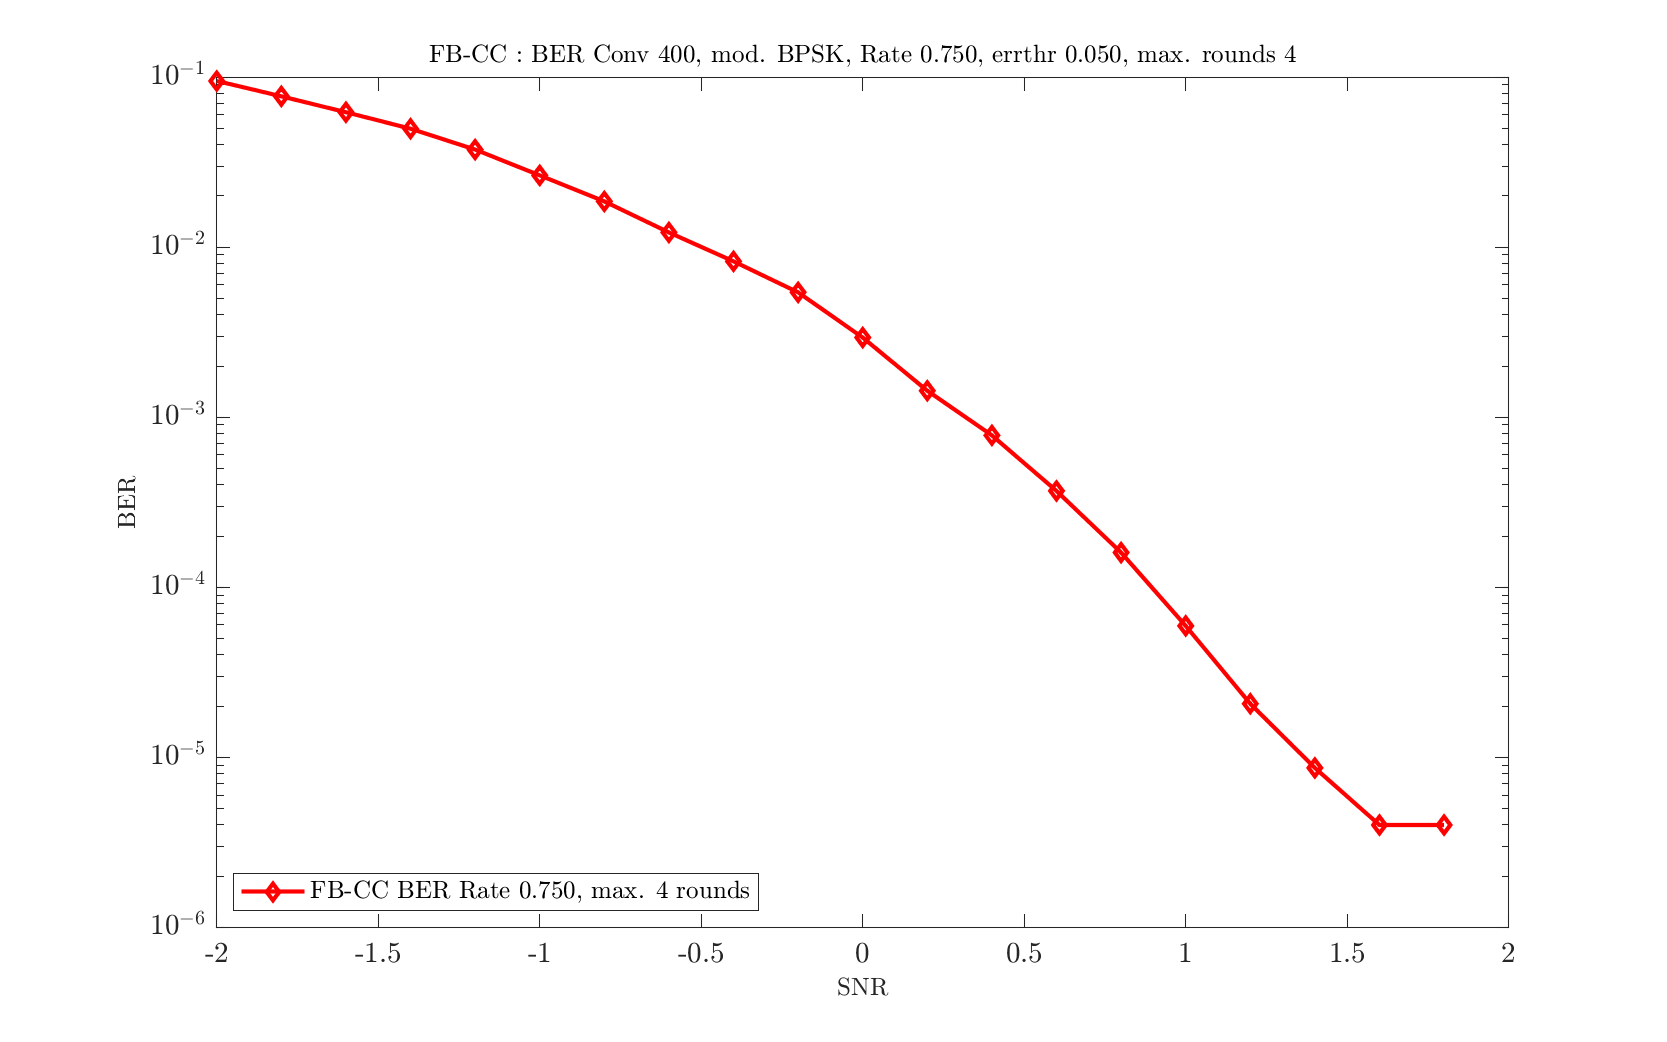 FB-CC : BER Conv 400, mod. BPSK, Rate 0.750, errthr 0.050, max. rounds 4
10^{-1}
10^{-2}
10^{-3}
10^{-4}
10^{-5}
10^{-6}
BER
FB-CC BER Rate 0.750, max. 4 rounds
-2 -1.5 -1 -0.5 0 0.5 1 1.5 2
SNR